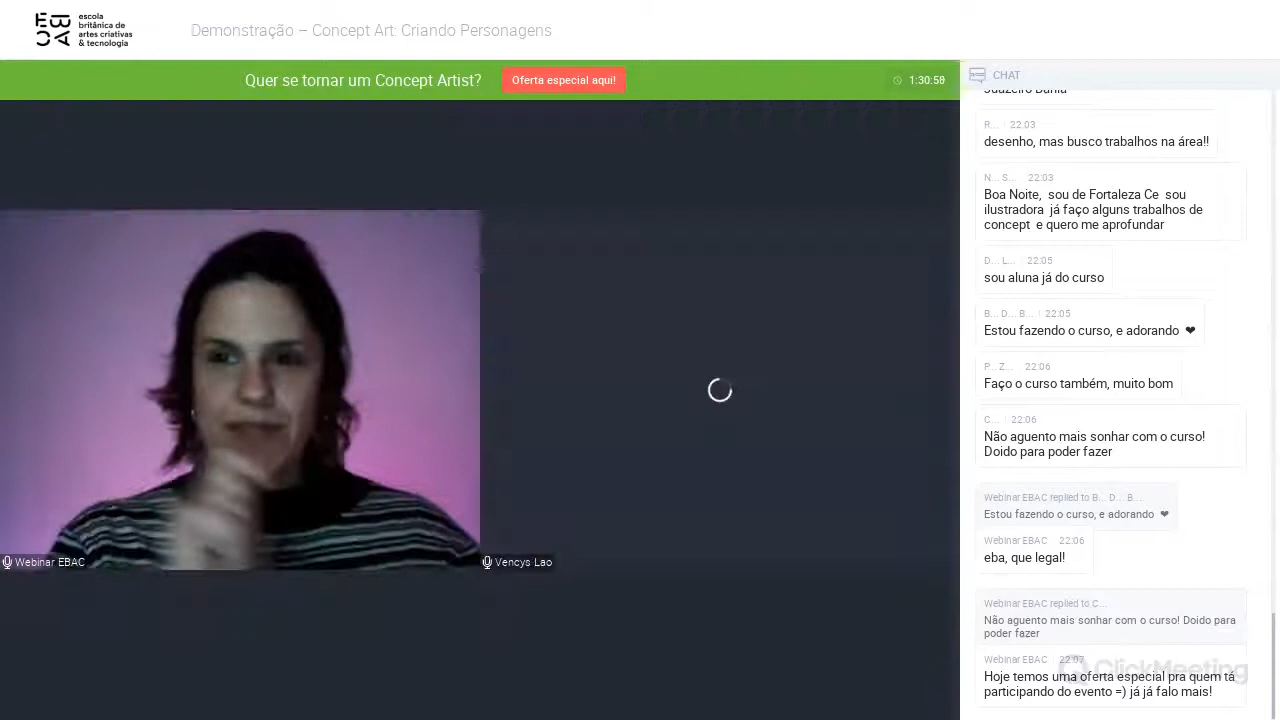 escola
britânica de
artes criativas
& tecnologia
EBAC
Demonstração – Concept Art: Criando Personagens
Quer se tornar um Concept Artist?
Oferta especial aqui!
1:30:59
CHAT
Juazeiro Bahia
R... 22:03
desenho, mas busco trabalhos na área!!
N... S... 22:03
Boa Noite, sou de Fortaleza Ce sou
ilustradora já faço alguns trabalhos de
concept e quero me aprofundar
D... L... 22:05
sou aluna já do curso
B... D... B... 22:05
Estou fazendo o curso, e adorando ❤
P... Z... 22:06
Faço o curso também, muito bom
C... 22:06
Não aguento mais sonhar com o curso!
Doido para poder fazer
Webinar EBAC replied to B... D... B...
Estou fazendo o curso, e adorando ❤
Webinar EBAC 22:06
eba, que legal!
Webinar EBAC replied to C...
Não aguento mais sonhar com o curso! Doido para
poder fazer
Webinar EBAC 22:07
Hoje temos uma oferta especial pra quem tá
participando do evento =) já já falo mais!
ClickMeeting
Webinar EBAC
Vencys Lao